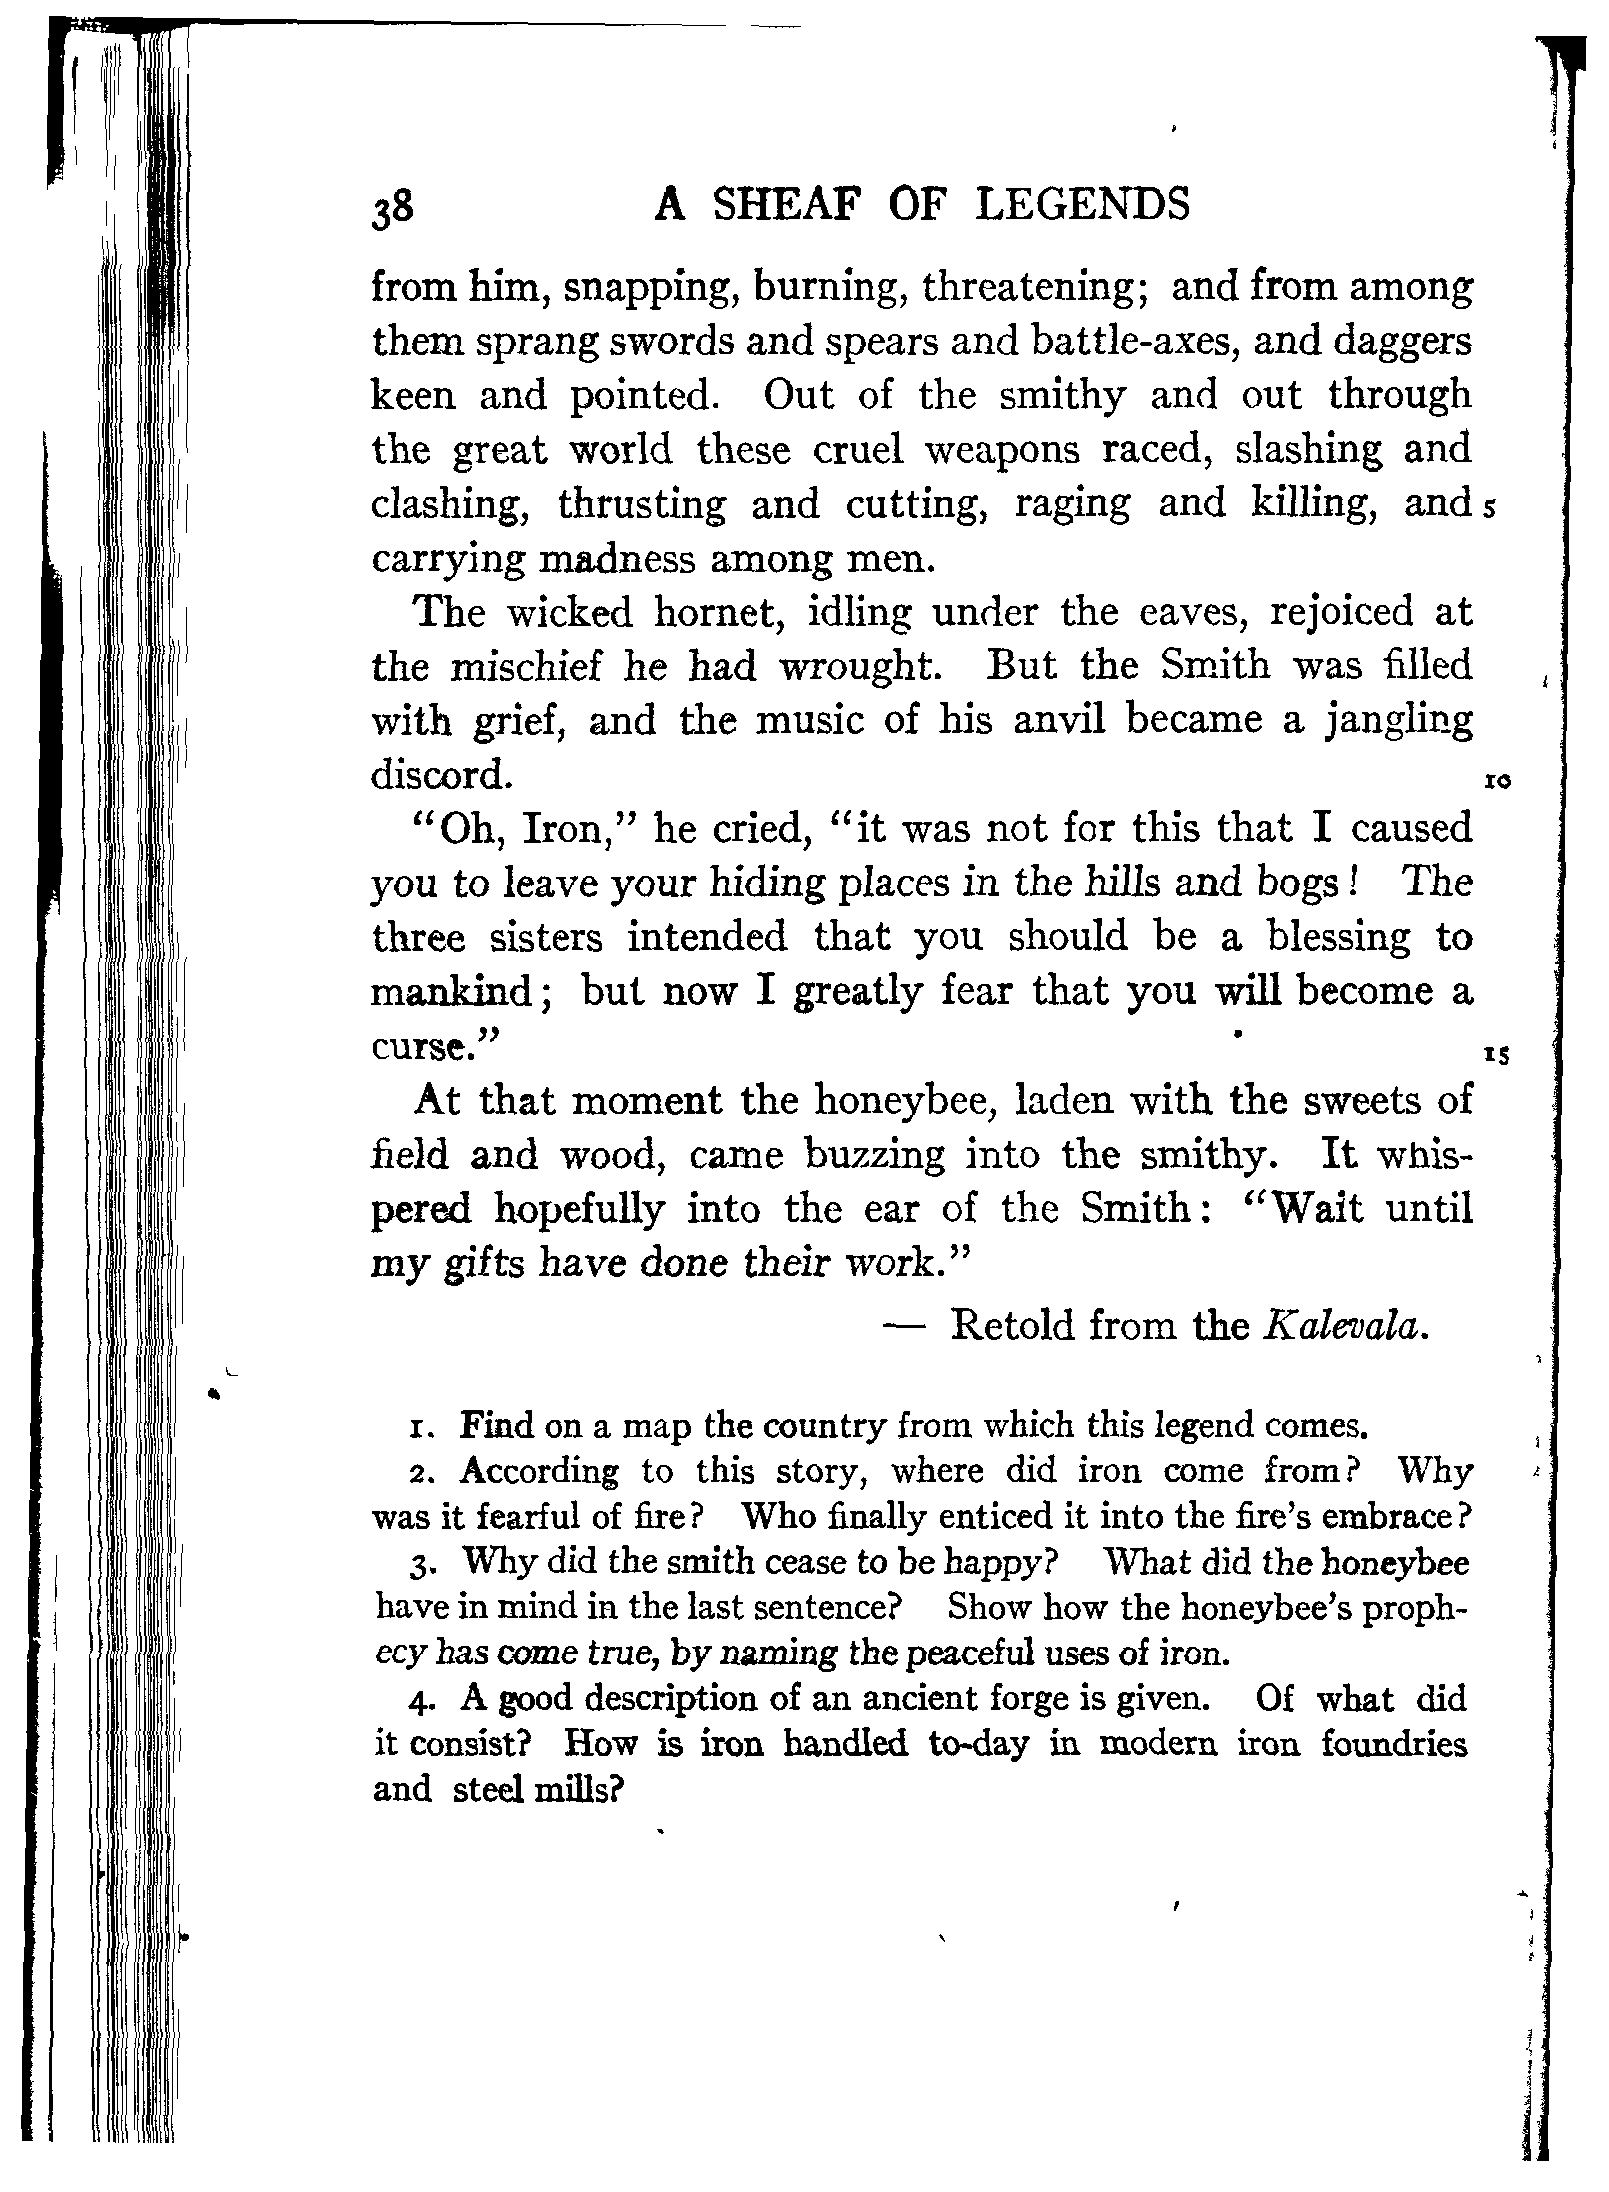 38 A SHEAF OF LEGENDS
from him, snapping, burning, threatening; and from among
them sprang swords and spears and battle-axes, and daggers
keen and pointed. Out of the smithy and out through
the great world these cruel weapons raced, slashing and
clashing, thrusting and cutting, raging and killing, and 5
carrying madness among men.
The wicked hornet, idling under the eaves, rejoiced at
the mischief he had wrought. But the Smith was filled
with grief, and the music of his anvil became a jangling
discord. 10
"Oh, Iron," he cried, "it was not for this that I caused
you to leave your hiding places in the hills and bogs! The
three sisters intended that you should be a blessing to
mankind; but now I greatly fear that you will become a
curse." 15
At that moment the honeybee, laden with the sweets of
field and wood, came buzzing into the smithy. It whis-
pered hopefully into the ear of the Smith: "Wait until
my gifts have done their work."
— Retold from the Kalevala.
1. Find on a map the country from which this legend comes.
2. According to this story, where did iron come from? Why
was it fearful of fire? Who finally enticed it into the fire's embrace?
3. Why did the smith cease to be happy? What did the honeybee
have in mind in the last sentence? Show how the honeybee's proph-
ecy has come true, by naming the peaceful uses of iron.
4. A good description of an ancient forge is given. Of what did
it consist? How is iron handled to-day in modern iron foundries
and steel mills?